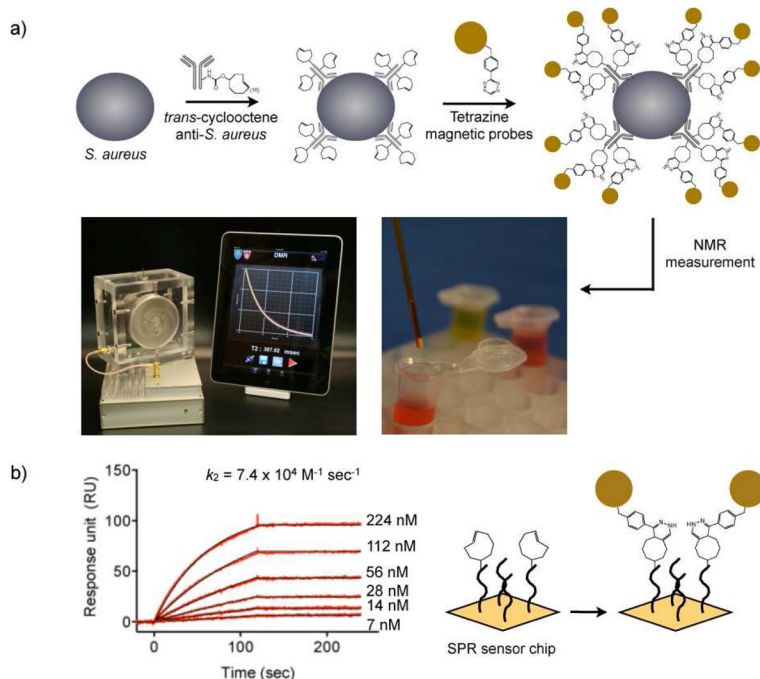 a)
S. aureus
trans-cyclooctene
anti-S. aureus
Tetrazine
magnetic probes
NMR
measurement
DMR
T2 : 387.92 msec
b)
k2 = 7.4 x 10⁴ M⁻¹ sec⁻¹
Response unit (RU)
150
100
50
0
0
100
200
Time (sec)
224 nM
112 nM
56 nM
28 nM
14 nM
7 nM
SPR sensor chip